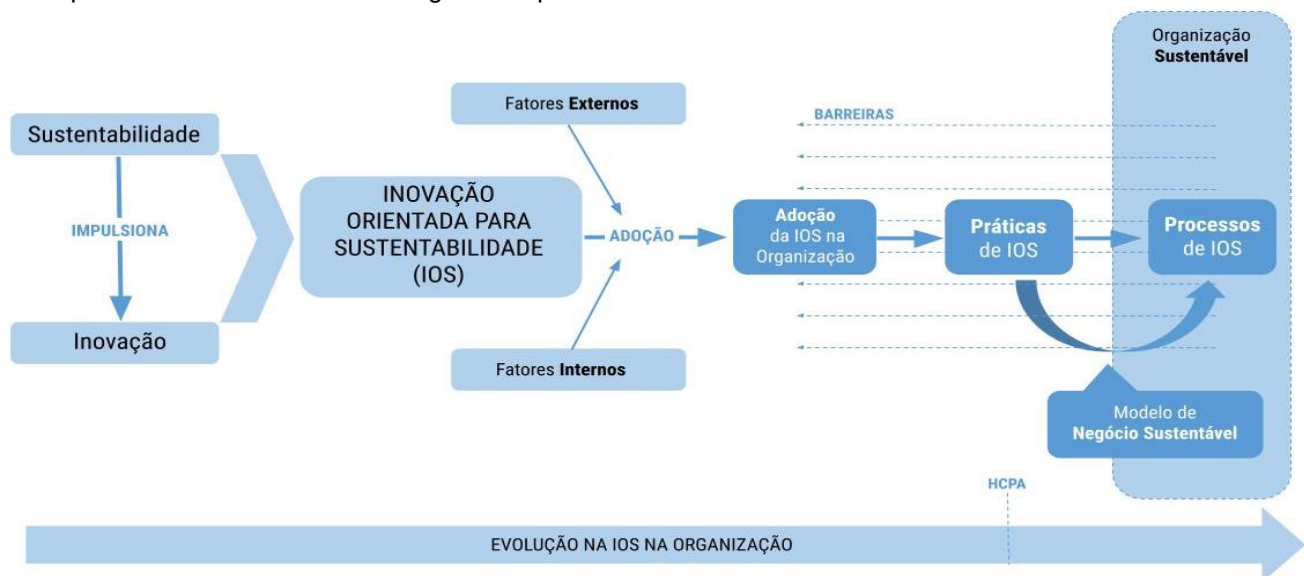 Organização
Sustentável
Fatores Externos
BARREIRAS
Sustentabilidade
IMPULSIONA
Inovação
INOVAÇÃO
ORIENTADA PARA
SUSTENTABILIDADE
(IOS)
ADOÇÃO
Adoção
da IOS na
Organização
Práticas
de IOS
Processos
de IOS
Fatores Internos
Modelo de
Negócio Sustentável
HCPA
EVOLUÇÃO NA IOS NA ORGANIZAÇÃO